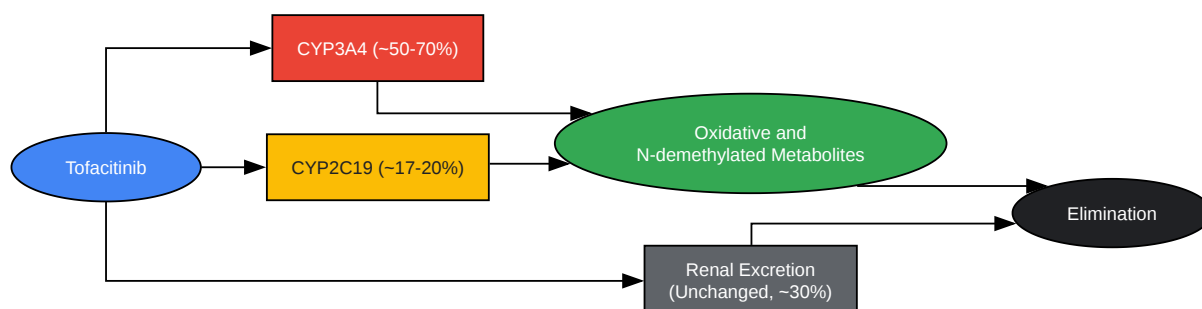 CYP3A4 (~50-70%)
Tofacitinib
CYP2C19 (~17-20%)
Oxidative and
N-demethylated Metabolites
Elimination
Renal Excretion
(Unchanged, ~30%)